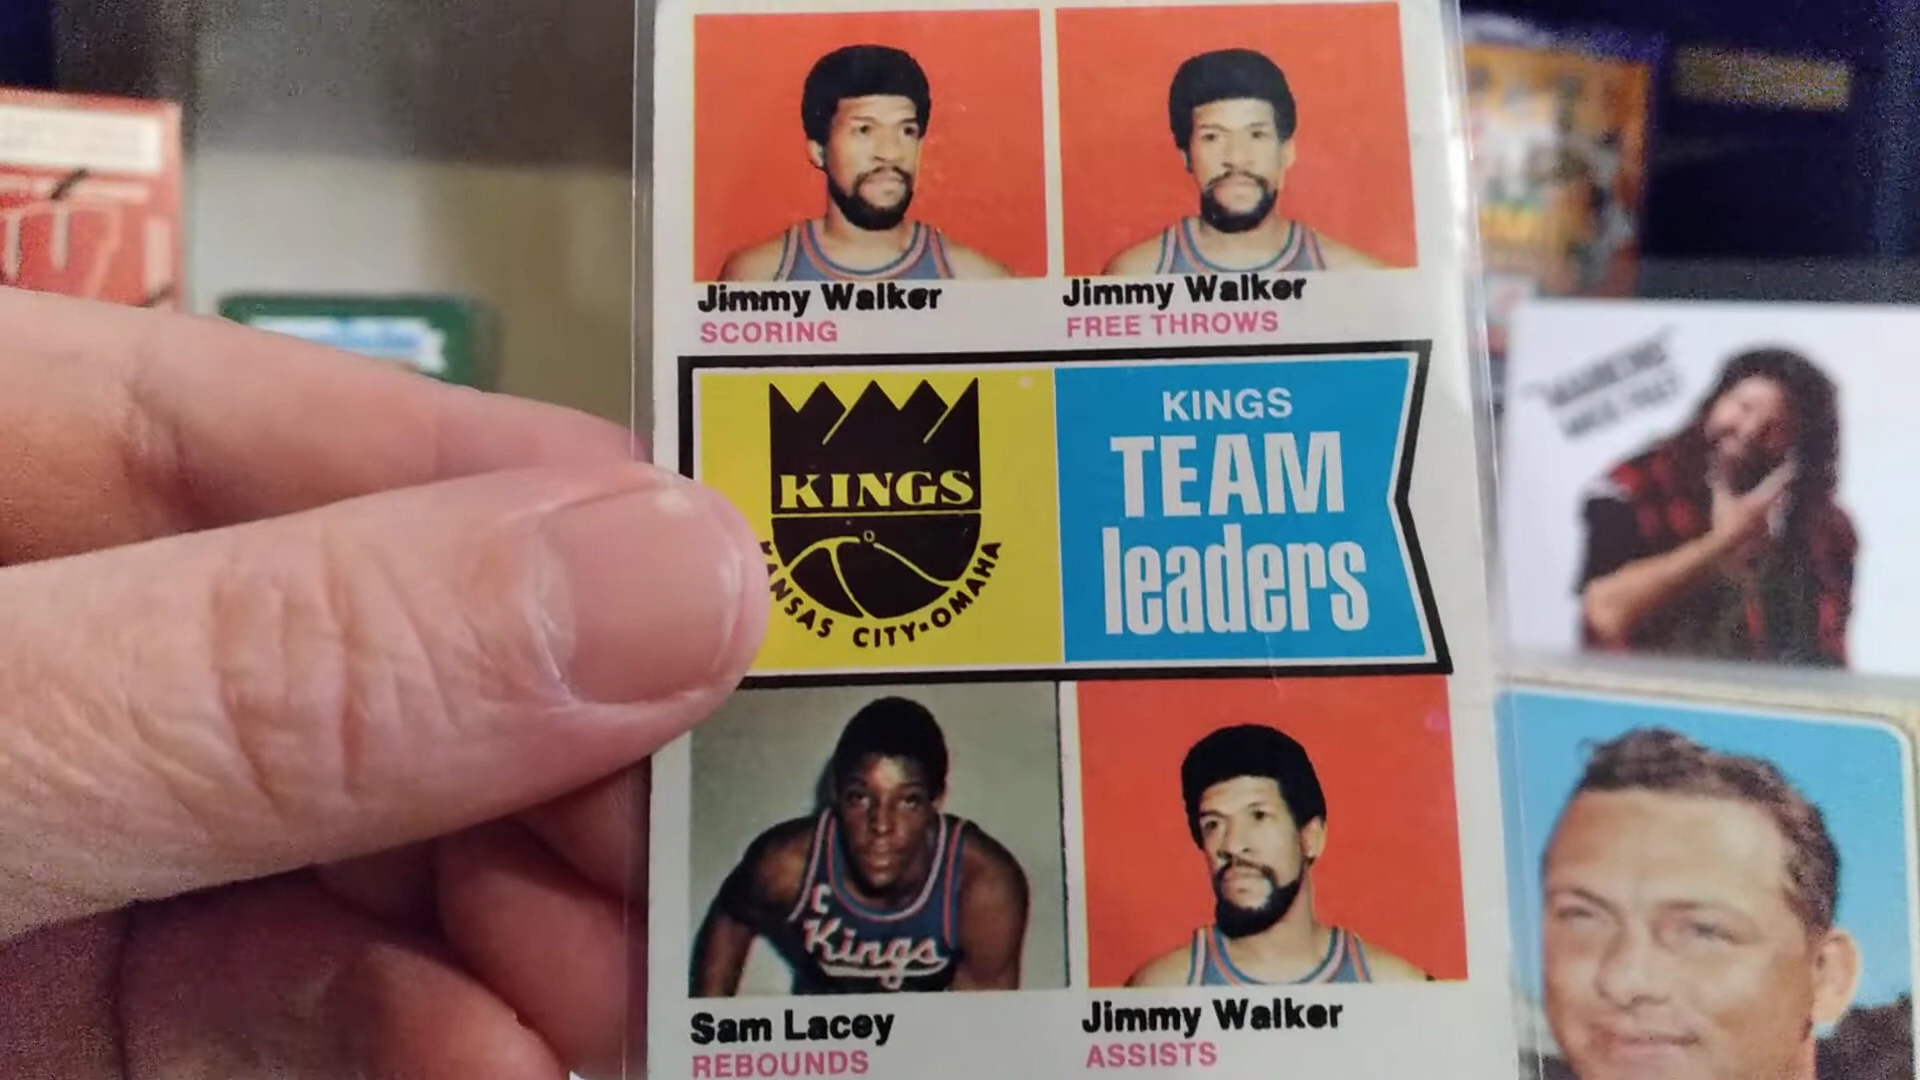 Jimmy Walker
SCORING
Jimmy Walker
FREE THROWS
KINGS
KANSAS CITY-OMAHA
KINGS
TEAM
leaders
Kings
Sam Lacey
REBOUNDS
Jimmy Walker
ASSISTS